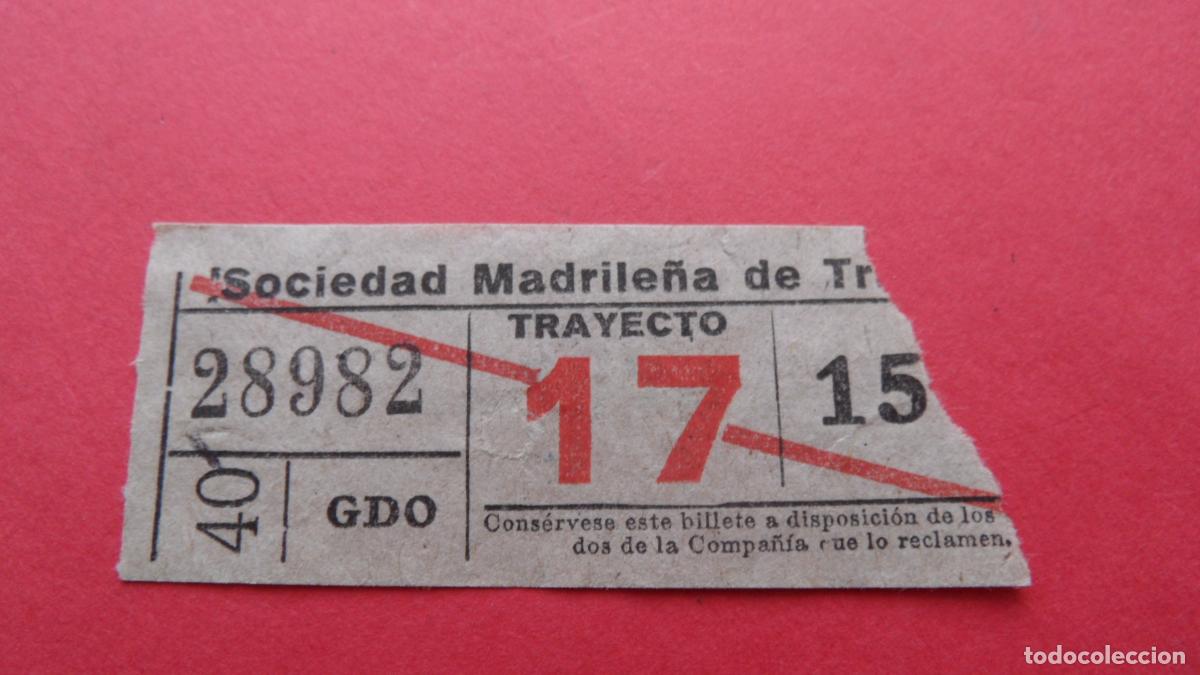 Sociedad Madrileña de Tr
TRAYECTO
28982
17
15
40
GDO
Consérvese este billete a disposición de los
dos de la Compañía que lo reclamen.
todocoleccion